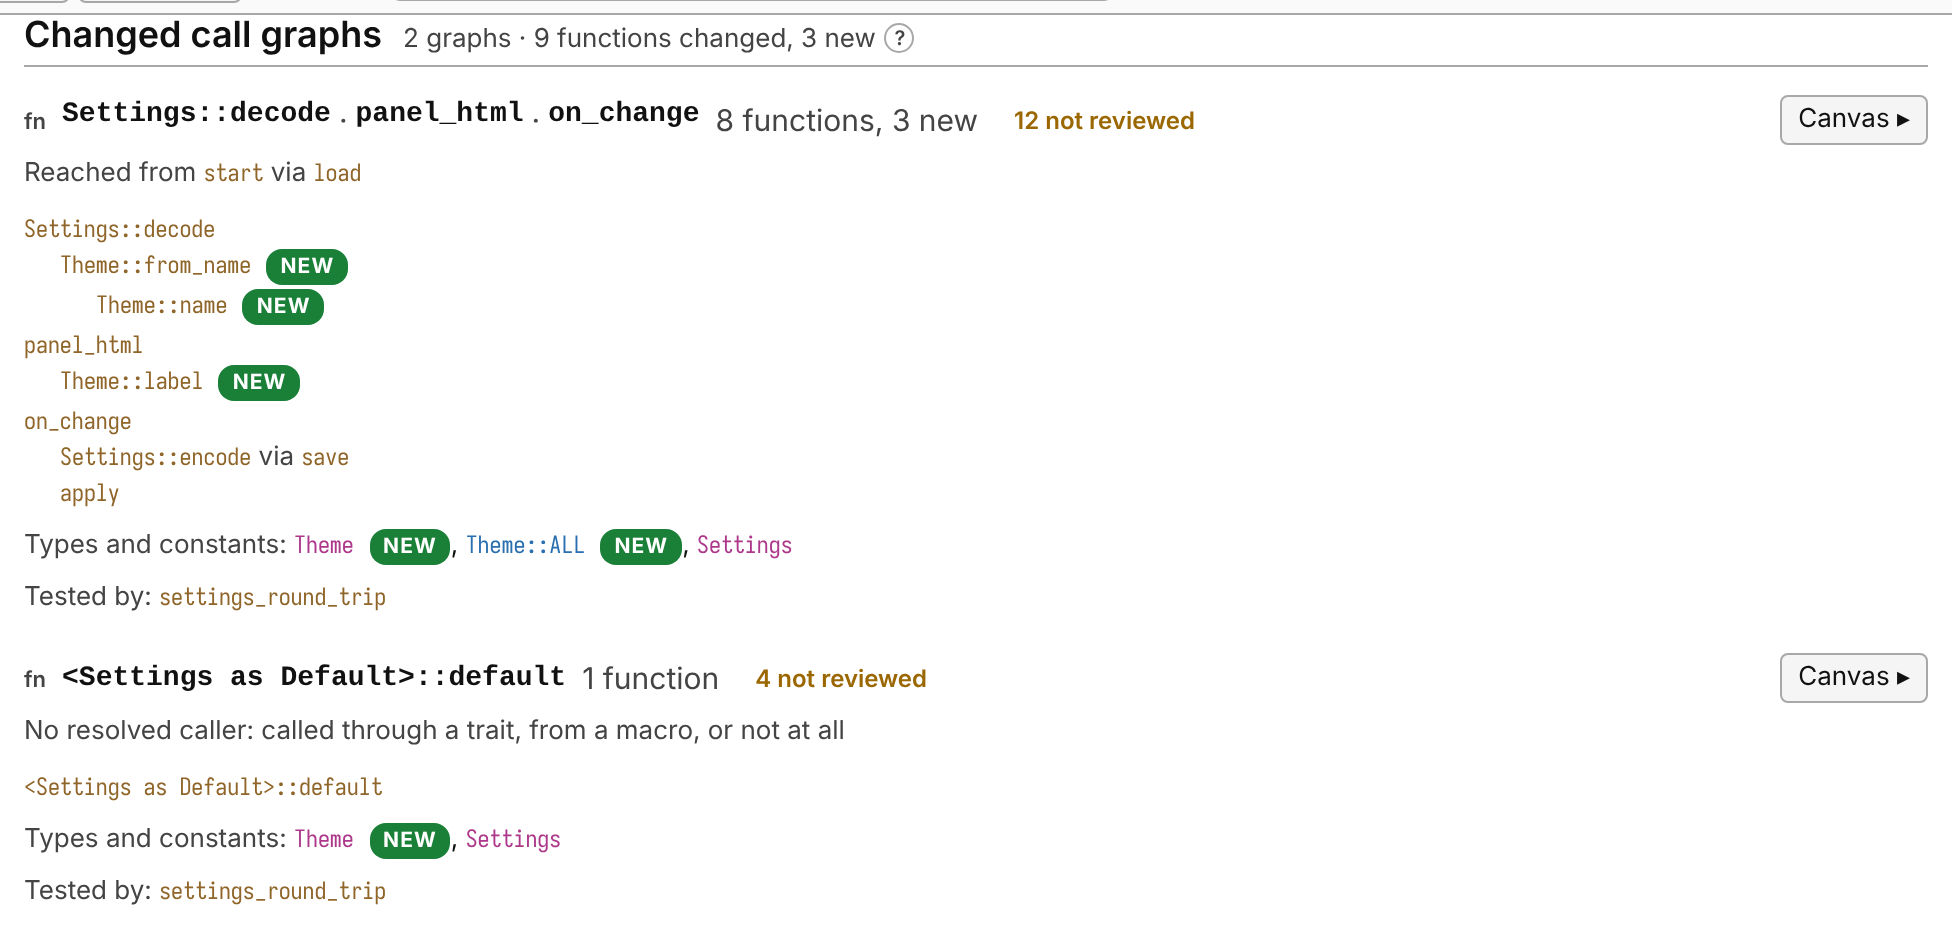 Changed call graphs 2 graphs · 9 functions changed, 3 new ?
fn Settings::decode . panel_html . on_change 8 functions, 3 new 12 not reviewed Canvas ▸
Reached from start via load
Settings::decode
Theme::from_name NEW
Theme::name NEW
panel_html
Theme::label NEW
on_change
Settings::encode via save
apply
Types and constants: Theme NEW, Theme::ALL NEW, Settings
Tested by: settings_round_trip
fn <Settings as Default>::default 1 function 4 not reviewed Canvas ▸
No resolved caller: called through a trait, from a macro, or not at all
<Settings as Default>::default
Types and constants: Theme NEW, Settings
Tested by: settings_round_trip